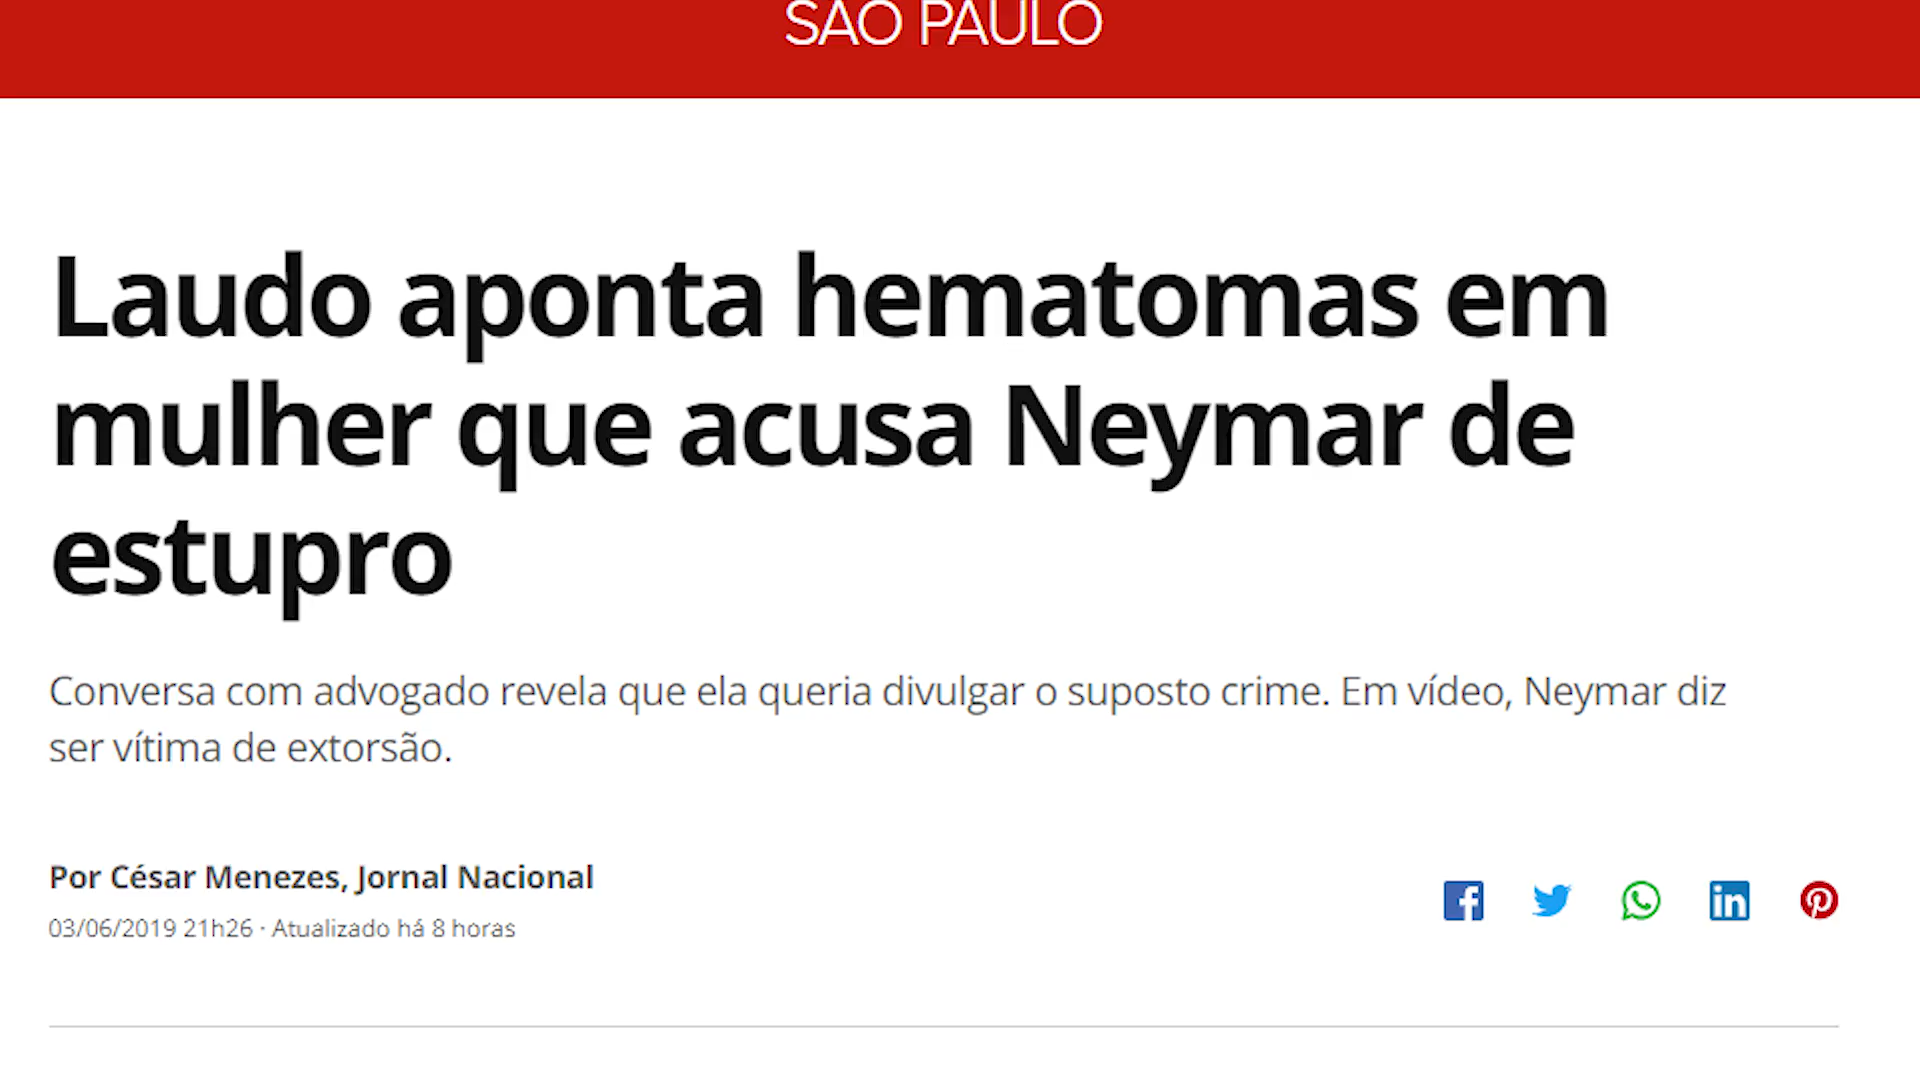 SÃO PAULO
Laudo aponta hematomas em
mulher que acusa Neymar de
estupro
Conversa com advogado revela que ela queria divulgar o suposto crime. Em vídeo, Neymar diz
ser vítima de extorsão.
Por César Menezes, Jornal Nacional
03/06/2019 21h26 · Atualizado há 8 horas